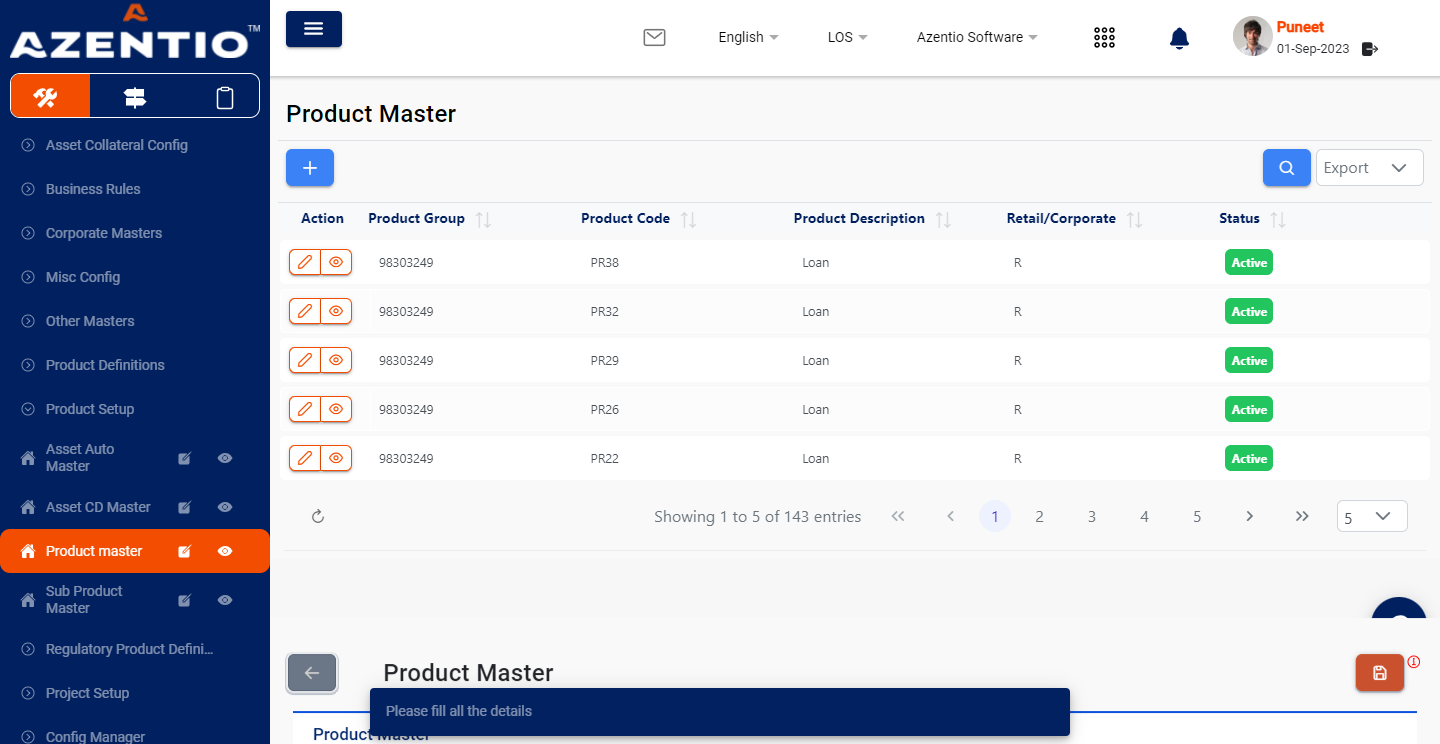 AZENTIO™
English
LOS
Azentio Software
Puneet
01-Sep-2023
Asset Collateral Config
Business Rules
Corporate Masters
Misc Config
Other Masters
Product Definitions
Product Setup
Asset Auto
Master
Asset CD Master
Product master
Sub Product
Master
Regulatory Product Defini...
Project Setup
Config Manager
Product Master
Export
Action Product Group Product Code Product Description Retail/Corporate Status
98303249 PR38 Loan R Active
98303249 PR32 Loan R Active
98303249 PR29 Loan R Active
98303249 PR26 Loan R Active
98303249 PR22 Loan R Active
Showing 1 to 5 of 143 entries 1 2 3 4 5 5
Product Master
Please fill all the details
Product Master